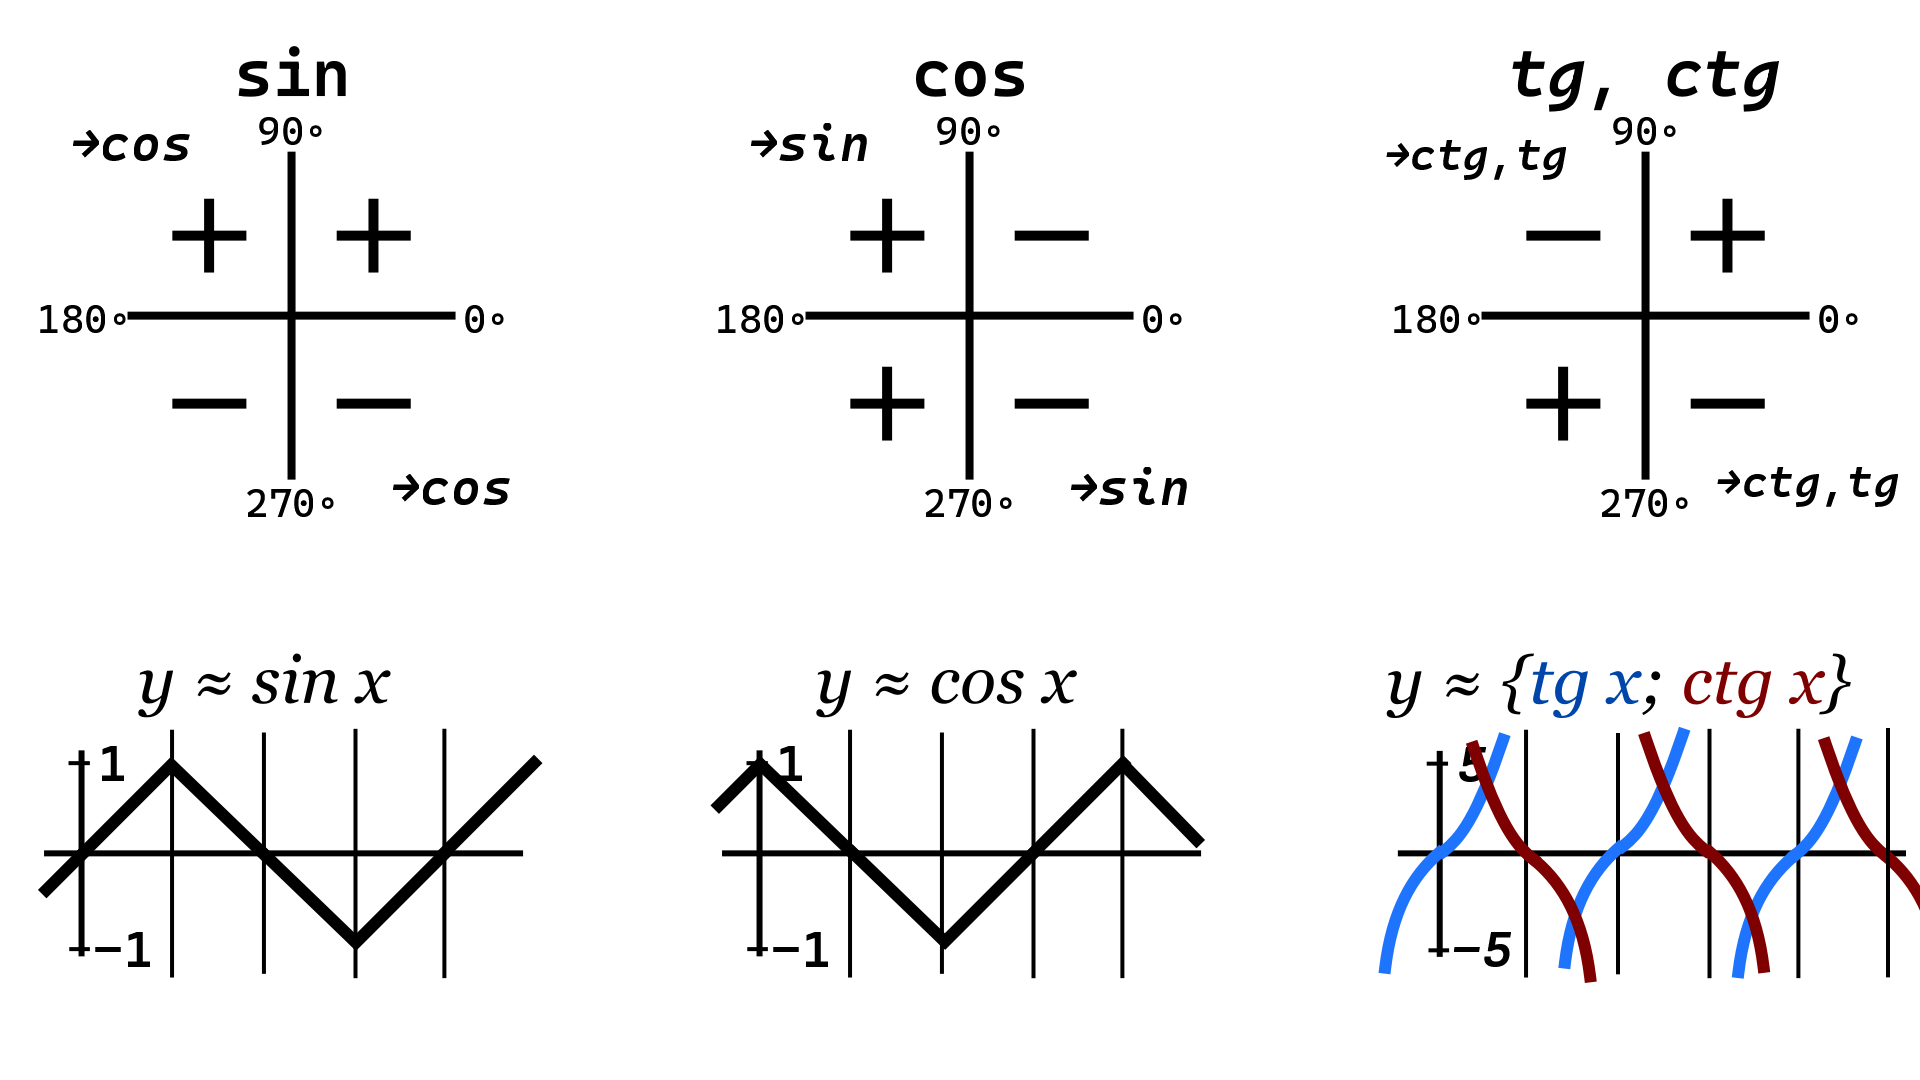 sin
→cos
90°
180°
0°
270°
→cos
cos
→sin
90°
180°
0°
270°
→sin
tg, ctg
→ctg,tg
90°
180°
0°
270°
→ctg,tg
y ≈ sin x
1
−1
y ≈ cos x
1
−1
y ≈ {tg x; ctg x}
5
−5